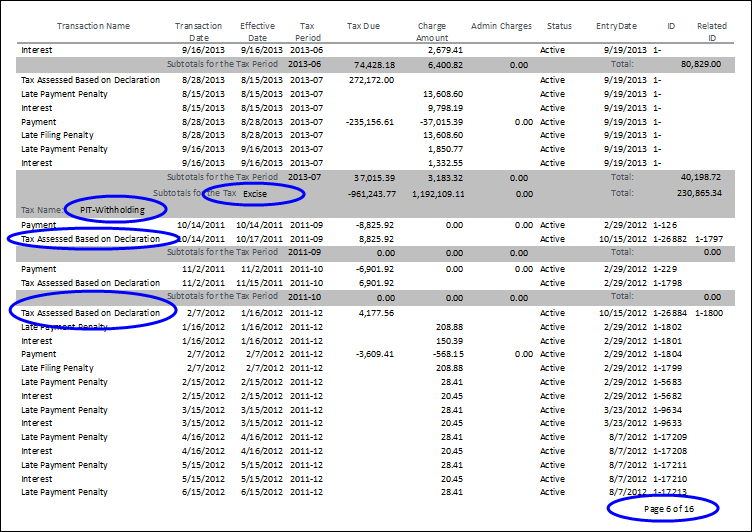 Transaction Name Transaction Date Effective Date Tax Period Tax Due Charge Amount Admin Charges Status EntryDate ID Related ID
Interest 9/16/2013 9/16/2013 2013-06 2,679.41 Active 9/19/2013 1-
Subtotals for the Tax Period 2013-06 74,428.18 6,400.82 0.00 Total: 80,829.00
Tax Assessed Based on Declaration 8/28/2013 8/15/2013 2013-07 272,172.00 Active 9/19/2013 1-
Late Payment Penalty 8/15/2013 8/15/2013 2013-07 13,608.60 Active 9/19/2013 1-
Interest 8/15/2013 8/15/2013 2013-07 9,798.19 Active 9/19/2013 1-
Payment 8/28/2013 8/28/2013 2013-07 -235,156.61 -37,015.39 0.00 Active 9/19/2013 1-
Late Filing Penalty 8/28/2013 8/28/2013 2013-07 13,608.60 Active 9/19/2013 1-
Late Payment Penalty 9/16/2013 9/16/2013 2013-07 1,850.77 Active 9/19/2013 1-
Interest 9/16/2013 9/16/2013 2013-07 1,332.55 Active 9/19/2013 1-
Subtotals for the Tax Period 2013-07 37,015.39 3,183.32 0.00 Total: 40,198.72
Subtotals for the Tax Excise -961,243.77 1,192,109.11 0.00 Total: 230,865.34
Tax Name: PIT-Withholding
Payment 10/14/2011 10/14/2011 2011-09 -8,825.92 0.00 0.00 Active 2/29/2012 1-126
Tax Assessed Based on Declaration 10/14/2011 10/17/2011 2011-09 8,825.92 Active 10/15/2012 1-26882 1-1797
Subtotals for the Tax Period 2011-09 0.00 0.00 0.00 Total: 0.00
Payment 11/2/2011 11/2/2011 2011-10 -6,901.92 0.00 0.00 Active 2/29/2012 1-229
Tax Assessed Based on Declaration 11/2/2011 11/15/2011 2011-10 6,901.92 Active 2/29/2012 1-1798
Subtotals for the Tax Period 2011-10 0.00 0.00 0.00 Total: 0.00
Tax Assessed Based on Declaration 2/7/2012 1/16/2012 2011-12 4,177.56 Active 10/15/2012 1-26884 1-1800
Late Payment Penalty 1/16/2012 1/16/2012 2011-12 208.88 Active 2/29/2012 1-1802
Interest 1/16/2012 1/16/2012 2011-12 150.39 Active 2/29/2012 1-1801
Payment 2/7/2012 2/7/2012 2011-12 -3,609.41 -568.15 0.00 Active 2/29/2012 1-1804
Late Filing Penalty 2/7/2012 2/7/2012 2011-12 208.88 Active 2/29/2012 1-1799
Late Payment Penalty 2/15/2012 2/15/2012 2011-12 28.41 Active 2/29/2012 1-5683
Interest 2/15/2012 2/15/2012 2011-12 20.45 Active 2/29/2012 1-5682
Late Payment Penalty 3/15/2012 3/15/2012 2011-12 28.41 Active 3/23/2012 1-9634
Interest 3/15/2012 3/15/2012 2011-12 20.45 Active 3/23/2012 1-9633
Late Payment Penalty 4/16/2012 4/16/2012 2011-12 28.41 Active 8/7/2012 1-17209
Interest 4/16/2012 4/16/2012 2011-12 20.45 Active 8/7/2012 1-17208
Late Payment Penalty 5/15/2012 5/15/2012 2011-12 28.41 Active 8/7/2012 1-17211
Interest 5/15/2012 5/15/2012 2011-12 20.45 Active 8/7/2012 1-17210
Late Payment Penalty 6/15/2012 6/15/2012 2011-12 28.41 Active 8/7/2012 1-17213
Page 6 of 16